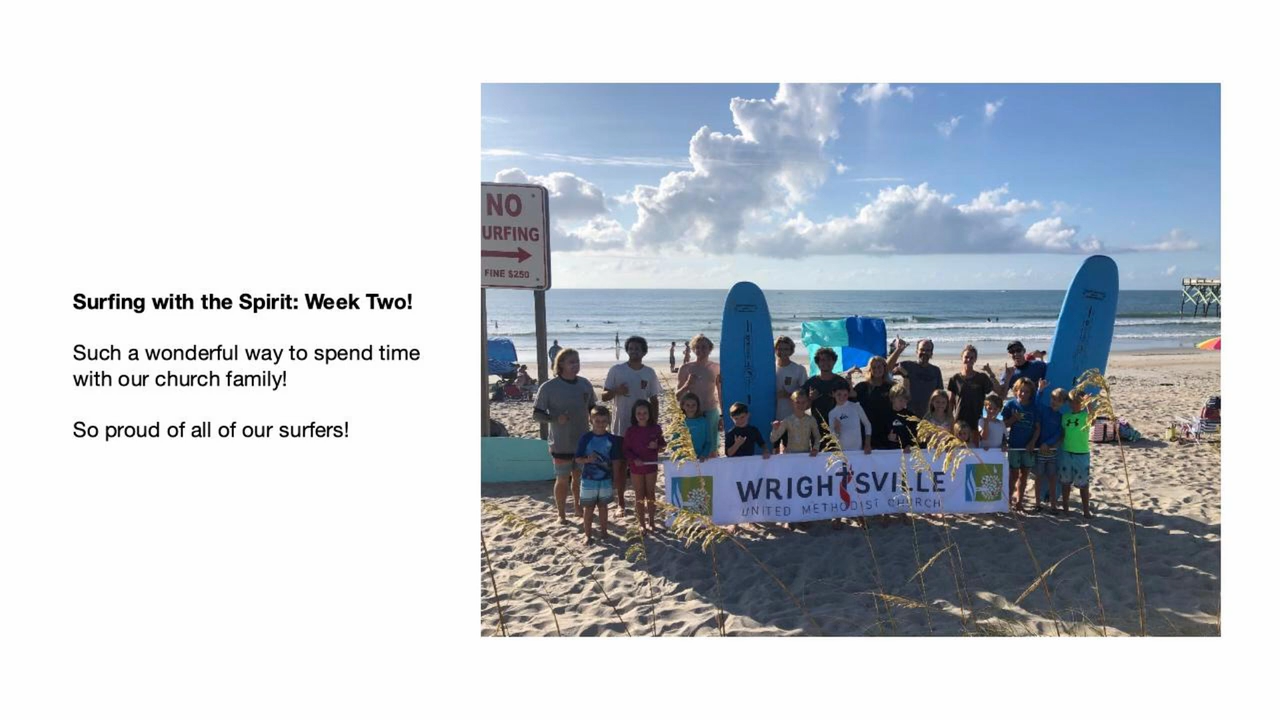 Surfing with the Spirit: Week Two!
Such a wonderful way to spend time
with our church family!
So proud of all of our surfers!
NO
URFING
FINE $250
WRIGHTSVILLE
UNITED METHODIST CHURCH